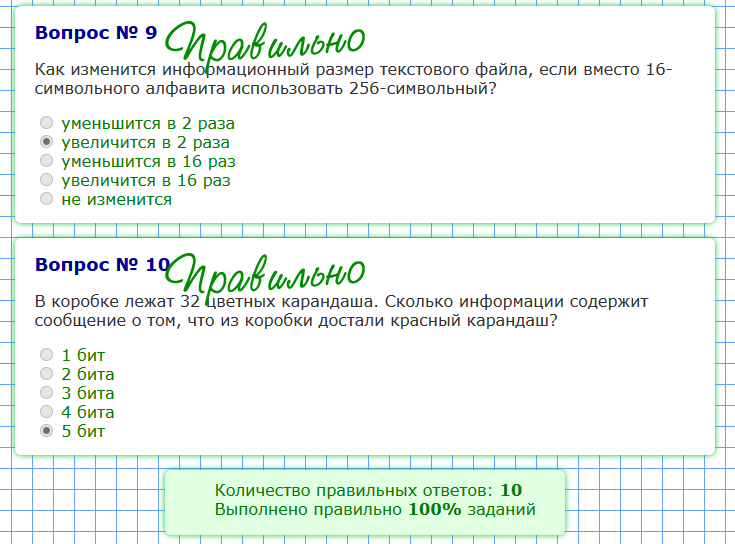 Вопрос № 9 Правильно
Как изменится информационный размер текстового файла, если вместо 16-
символьного алфавита использовать 256-символьный?
уменьшится в 2 раза
увеличится в 2 раза
уменьшится в 16 раз
увеличится в 16 раз
не изменится
Вопрос № 10 Правильно
В коробке лежат 32 цветных карандаша. Сколько информации содержит
сообщение о том, что из коробки достали красный карандаш?
1 бит
2 бита
3 бита
4 бита
5 бит
Количество правильных ответов: 10
Выполнено правильно 100% заданий